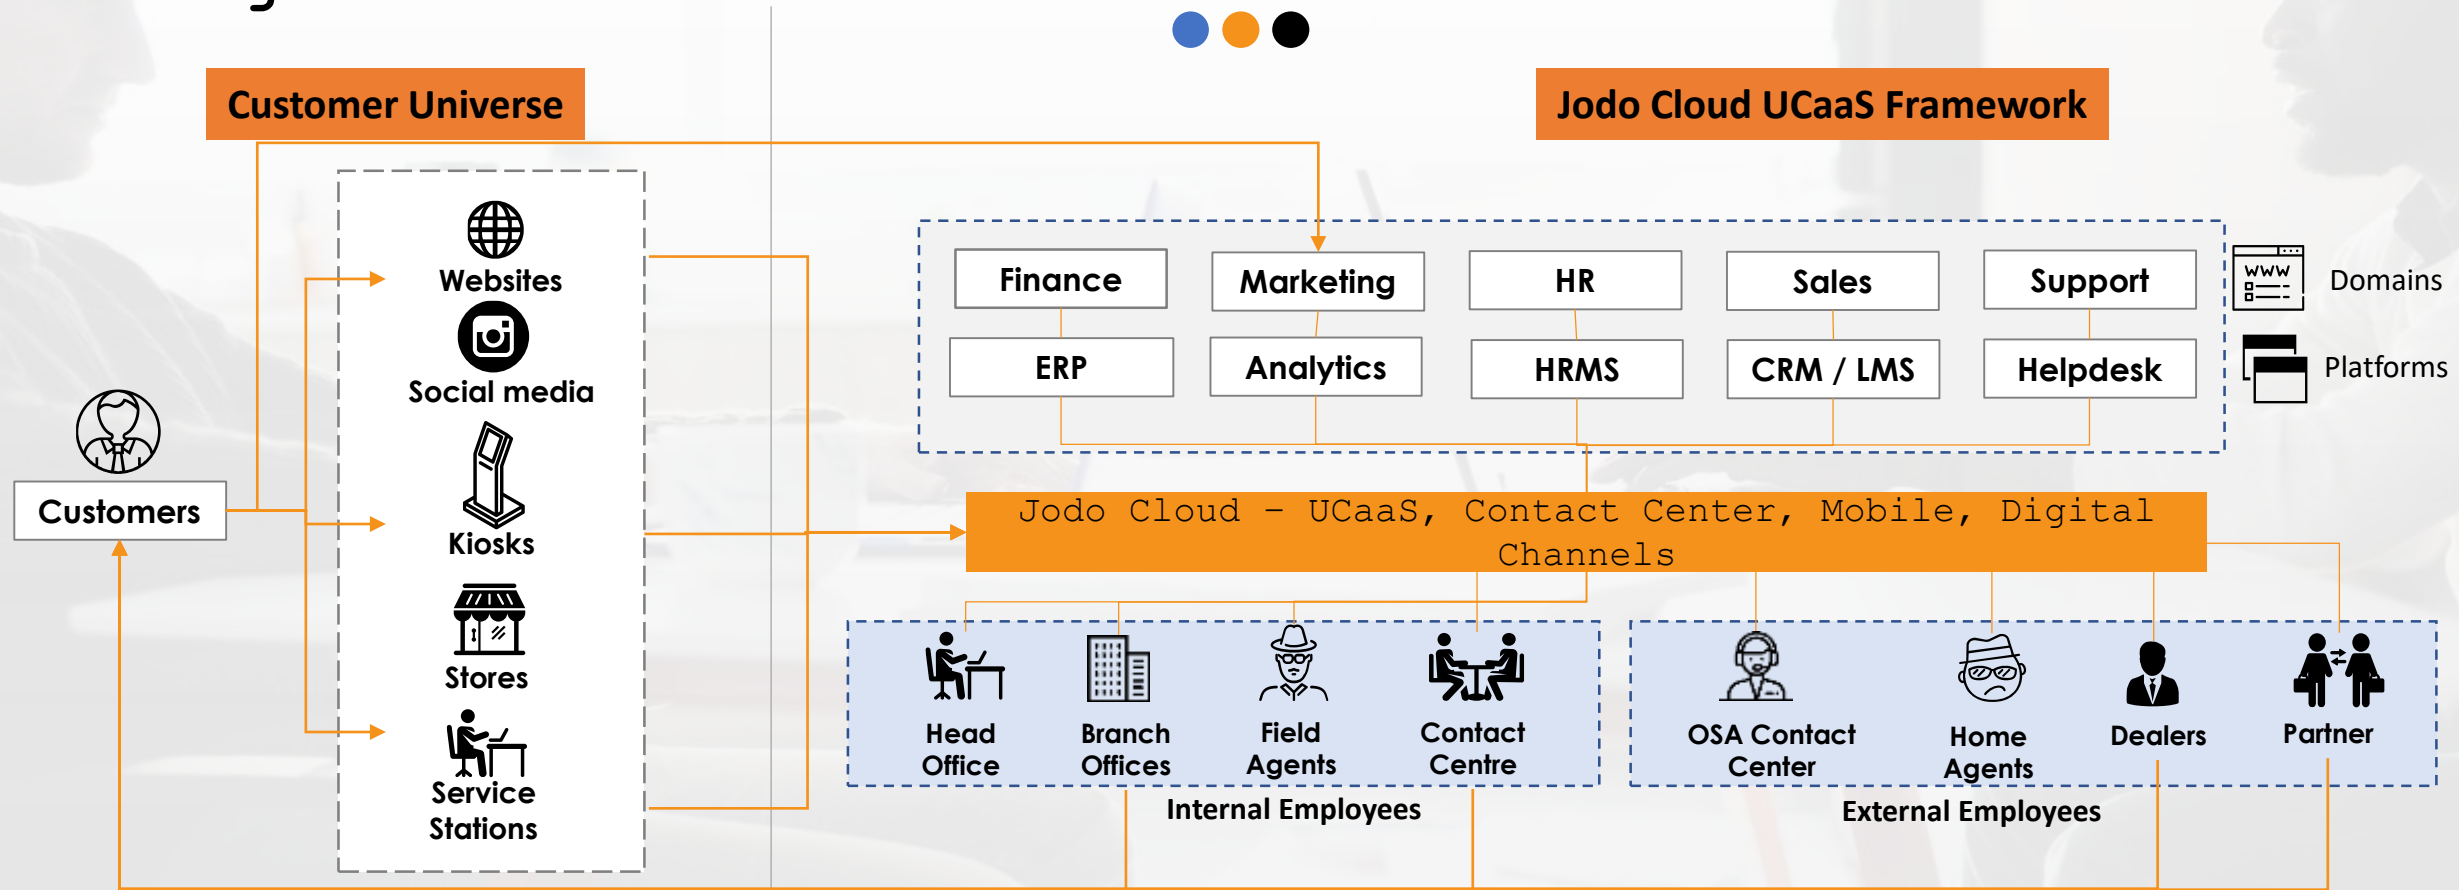 Customer Universe
Jodo Cloud UCaaS Framework
Websites
Social media
Kiosks
Stores
Service
Stations
Customers
Finance
Marketing
HR
Sales
Support
WWW
Domains
ERP
Analytics
HRMS
CRM / LMS
Helpdesk
Platforms
Jodo Cloud – UCaaS, Contact Center, Mobile, Digital
Channels
Head
Office
Branch
Offices
Field
Agents
Contact
Centre
Internal Employees
OSA Contact
Center
Home
Agents
Dealers
Partner
External Employees